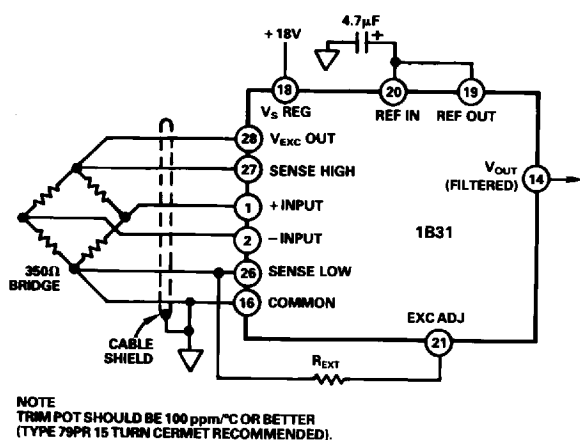 4.7µF
+
+18V
18
20
19
VS REG
REF IN
REF OUT
28
VEXC OUT
27
SENSE HIGH
VOUT
(FILTERED)
14
1
+INPUT
1B31
2
–INPUT
350Ω
BRIDGE
26
SENSE LOW
16
COMMON
EXC ADJ
21
CABLE
SHIELD
REXT
NOTE
TRIM POT SHOULD BE 100 ppm/°C OR BETTER
(TYPE 79PR 15 TURN CERMET RECOMMENDED).